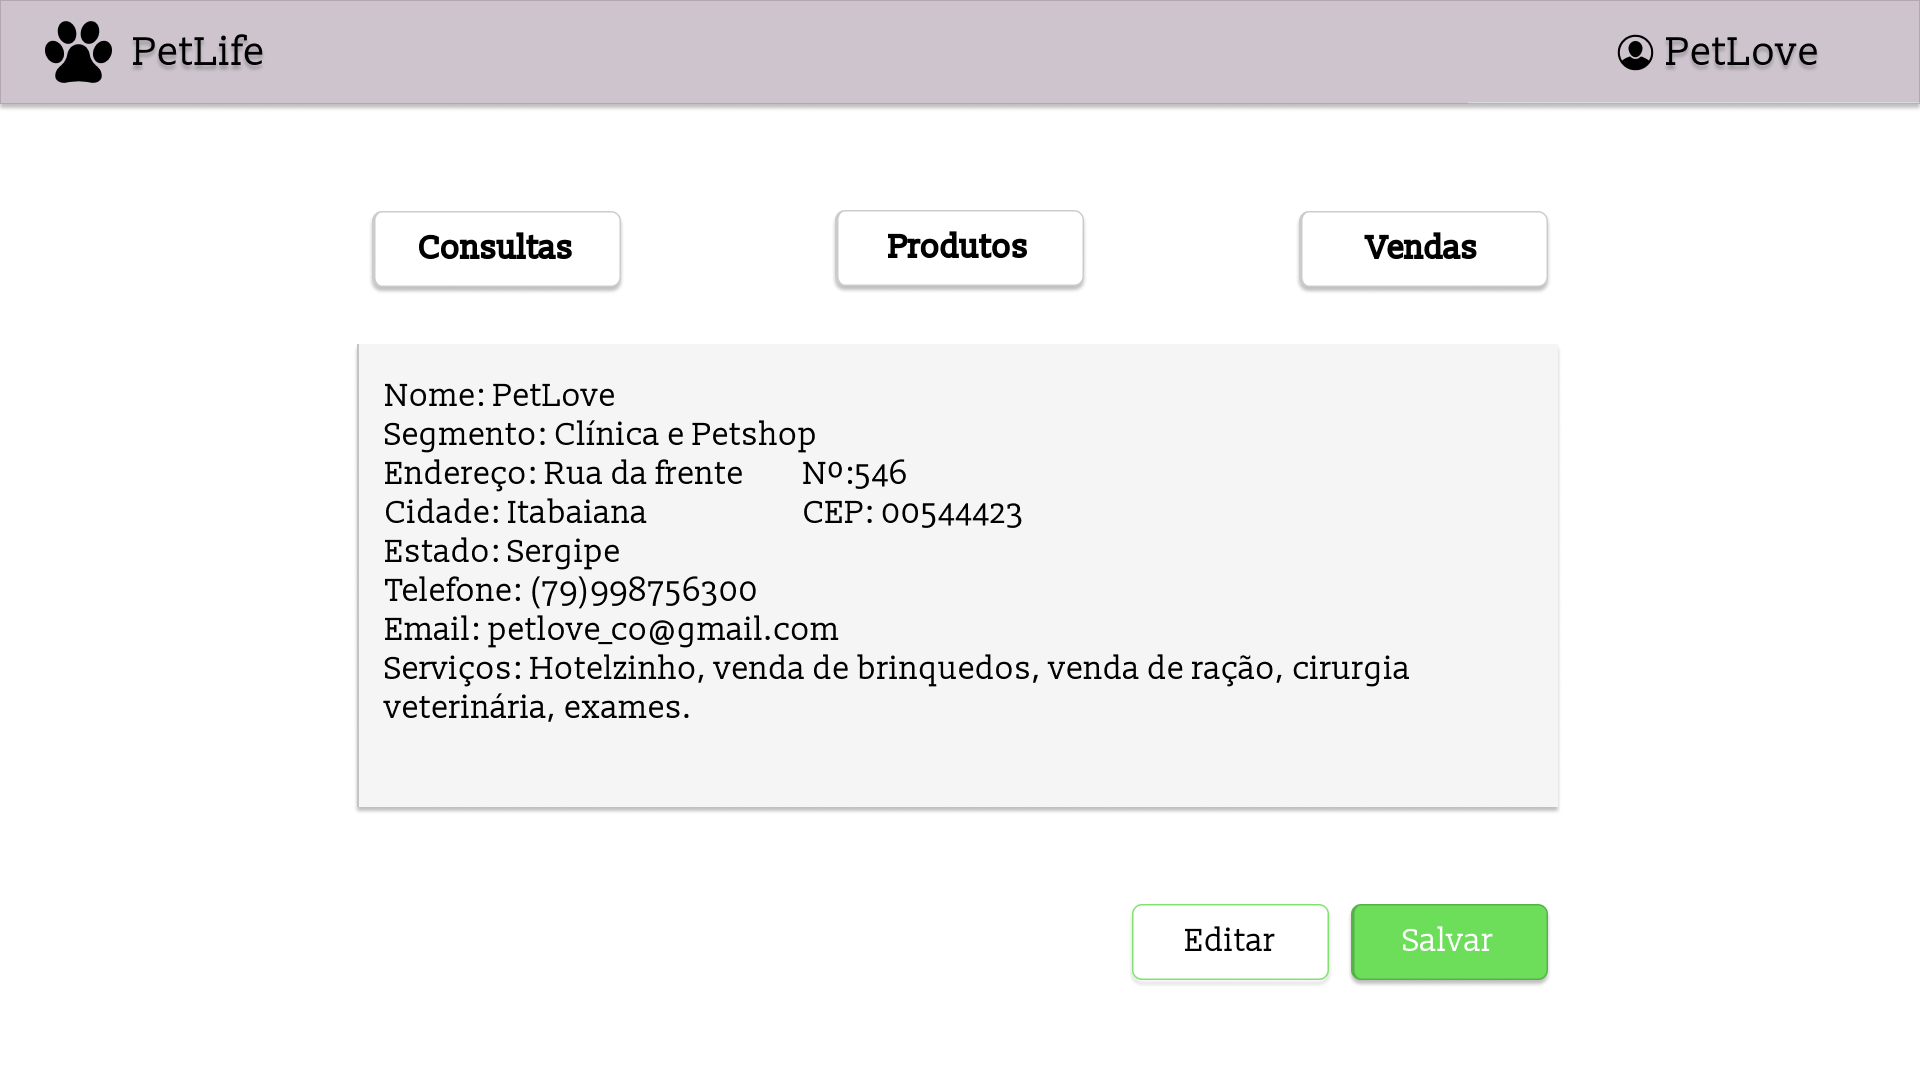 PetLife
PetLove
Consultas
Produtos
Vendas
Nome: PetLove
Segmento: Clínica e Petshop
Endereço: Rua da frente Nº:546
Cidade: Itabaiana CEP: 00544423
Estado: Sergipe
Telefone: (79)998756300
Email: petlove_co@gmail.com
Serviços: Hotelzinho, venda de brinquedos, venda de ração, cirurgia
veterinária, exames.
Editar
Salvar